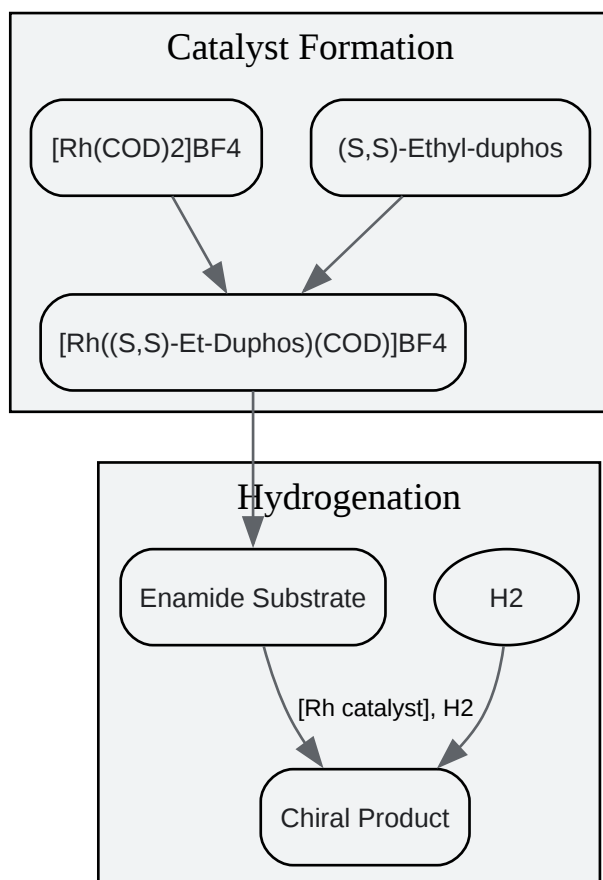 Catalyst Formation
[Rh(COD)2]BF4
(S,S)-Ethyl-duphos
[Rh((S,S)-Et-Duphos)(COD)]BF4
Hydrogenation
Enamide Substrate
H2
[Rh catalyst], H2
Chiral Product